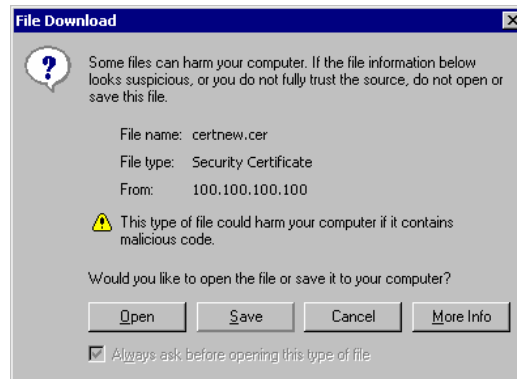 File Download
Some files can harm your computer. If the file information below
looks suspicious, or you do not fully trust the source, do not open or
save this file.
File name: certnew.cer
File type: Security Certificate
From: 100.100.100.100
This type of file could harm your computer if it contains
malicious code.
Would you like to open the file or save it to your computer?
Open Save Cancel More Info
Always ask before opening this type of file